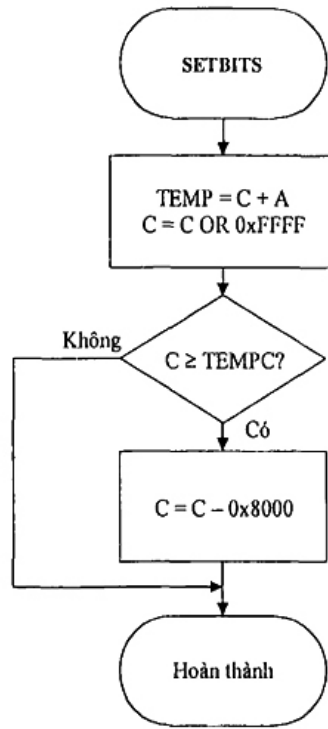 SETBITS
TEMP = C + A
C = C OR 0xFFFF
Không
C ≥ TEMPC?
Có
C = C − 0x8000
Hoàn thành